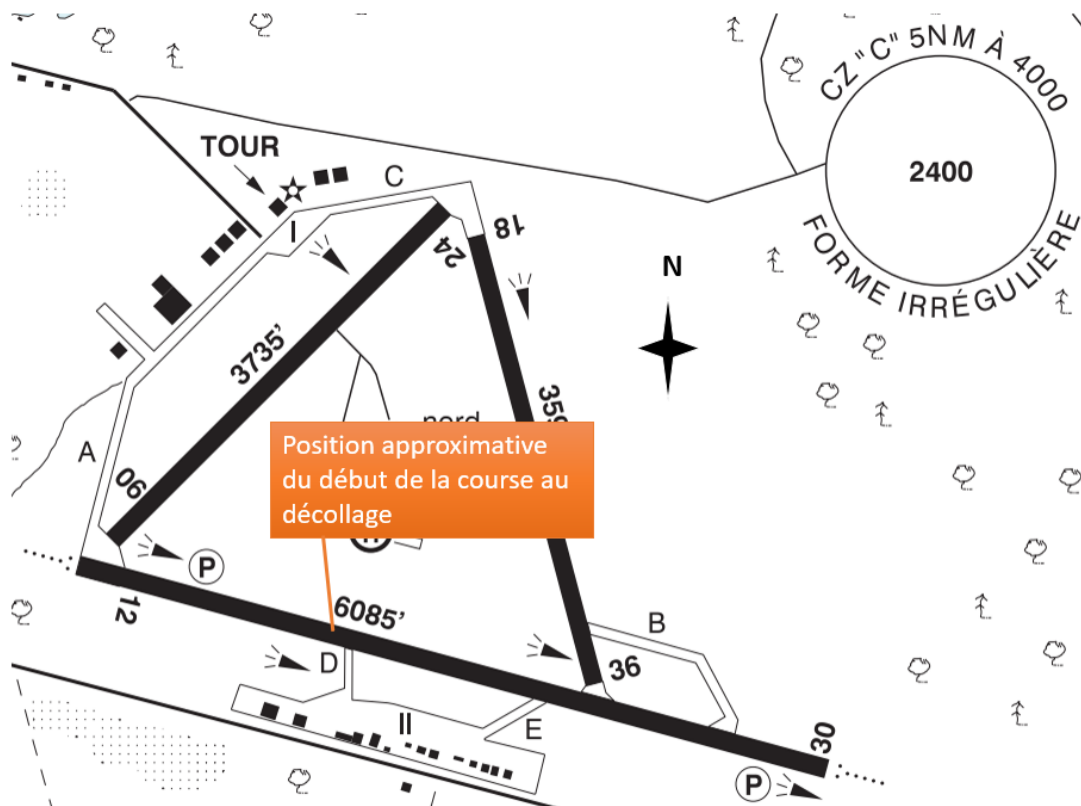 CZ "C" 5NM À 4000
2400
FORME IRRÉGULIÈRE
TOUR
C
I
18
24
N
3735'
A
06
Position approximative
du début de la course au
décollage
P
12
6085'
B
D
36
II
E
30
P